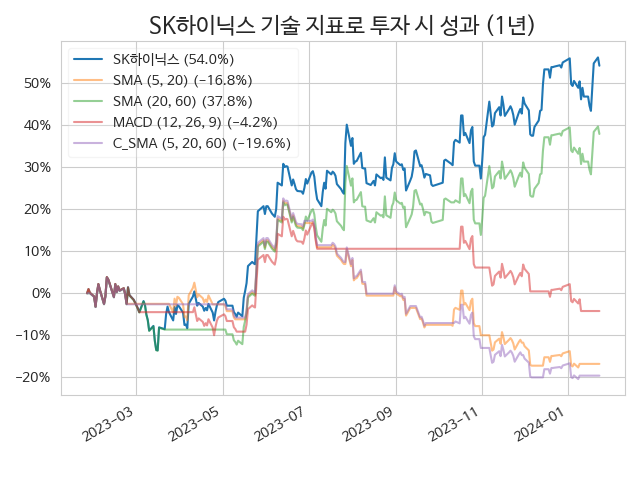 SK하이닉스 기술 지표로 투자 시 성과 (1년)
SK하이닉스 (54.0%)
SMA (5, 20) (−16.8%)
SMA (20, 60) (37.8%)
MACD (12, 26, 9) (−4.2%)
C_SMA (5, 20, 60) (−19.6%)
50%
40%
30%
20%
10%
0%
−10%
−20%
2023−03
2023−05
2023−07
2023−09
2023−11
2024−01